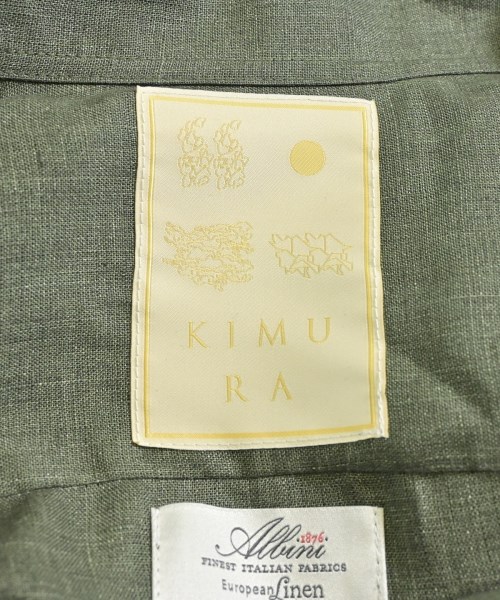 KIMU
RA
Albini
·1876·
FINEST ITALIAN FABRICS
European Linen